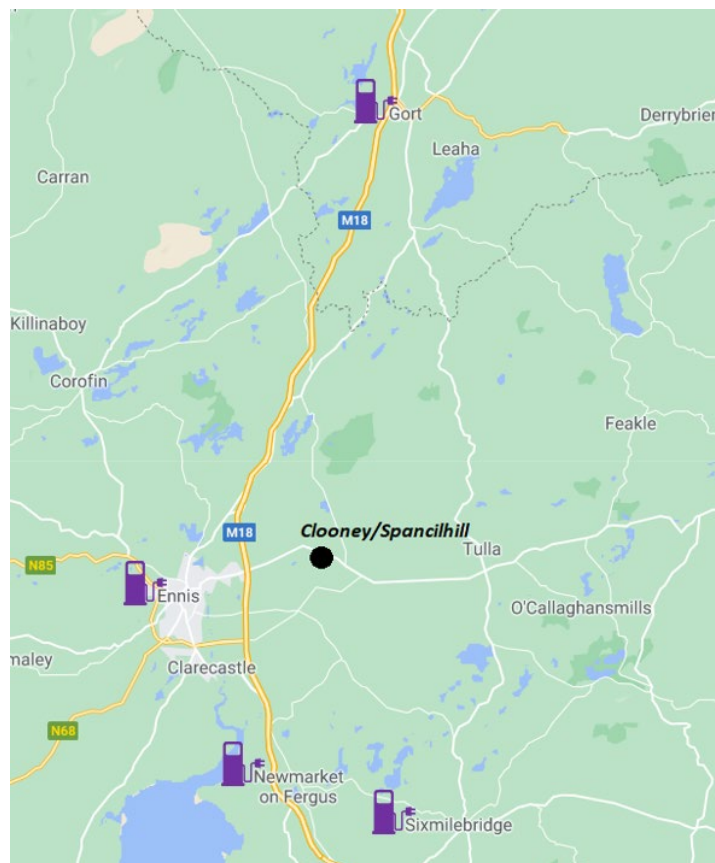 Gort
Derrybrien
Leaha
Carran
M18
Killinaboy
Corofin
Feakle
M18
Clooney/Spancilhill
Tulla
N85
Ennis
O'Callaghansmills
maley
Clarecastle
N68
Newmarket
on Fergus
Sixmilebridge